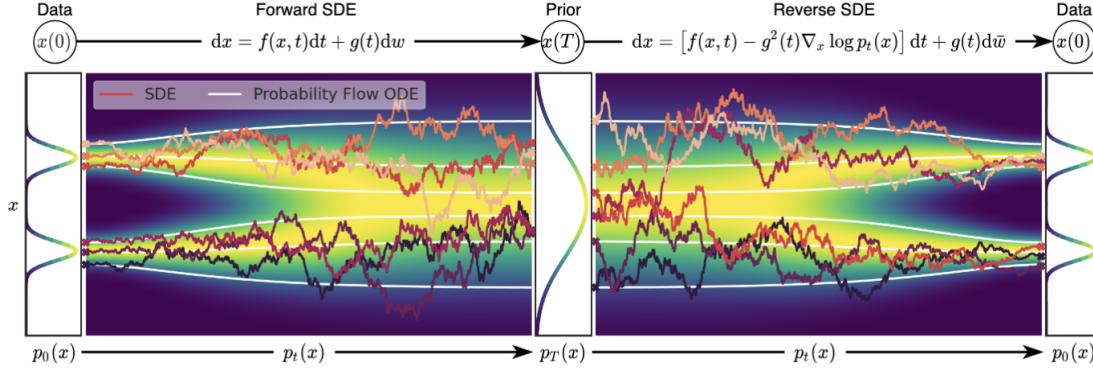 Data Forward SDE Prior Reverse SDE Data
x(0) dx = f(x, t)dt + g(t)dw x(T) dx = [f(x, t) − g²(t)∇ₓ log pₜ(x)] dt + g(t)dw̄ x(0)
SDE Probability Flow ODE
x
p₀(x) pₜ(x) p_T(x) pₜ(x) p₀(x)